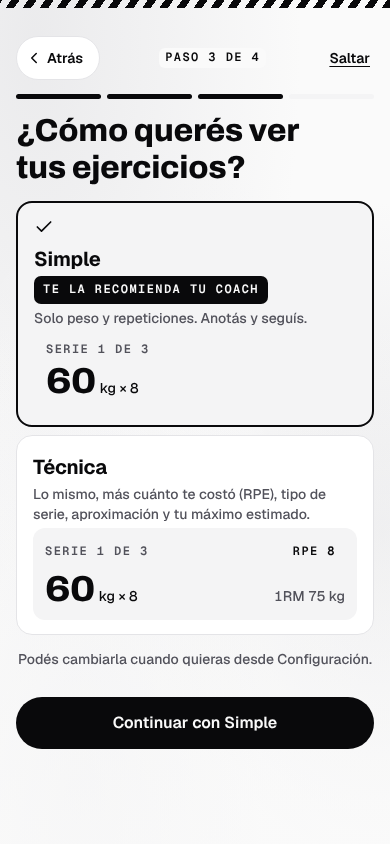 Atrás
PASO 3 DE 4
Saltar
¿Cómo querés ver
tus ejercicios?
Simple
TE LA RECOMIENDA TU COACH
Solo peso y repeticiones. Anotás y seguís.
SERIE 1 DE 3
60 kg × 8
Técnica
Lo mismo, más cuánto te costó (RPE), tipo de
serie, aproximación y tu máximo estimado.
SERIE 1 DE 3 RPE 8
60 kg × 8 1RM 75 kg
Podés cambiarla cuando quieras desde Configuración.
Continuar con Simple